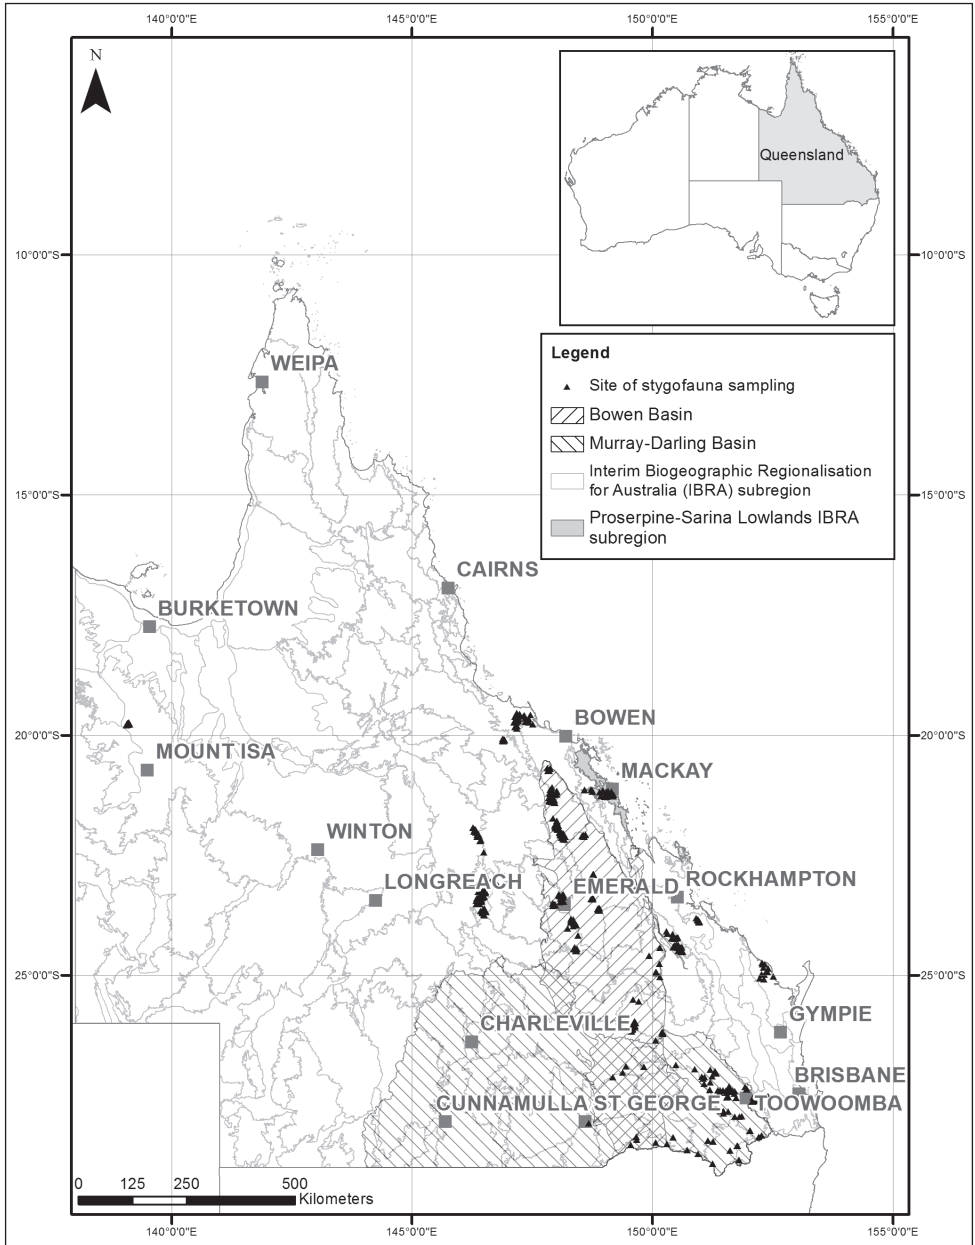 140°0'0"E 145°0'0"E 150°0'0"E 155°0'0"E
N
Queensland
10°0'0"S 10°0'0"S
Legend
Site of stygofauna sampling
Bowen Basin
Murray-Darling Basin
Interim Biogeographic Regionalisation
for Australia (IBRA) subregion
Proserpine-Sarina Lowlands IBRA
subregion
WEIPA
15°0'0"S 15°0'0"S
CAIRNS
BURKETOWN
BOWEN
20°0'0"S 20°0'0"S
MOUNT ISA
MACKAY
WINTON
LONGREACH
EMERALD
ROCKHAMPTON
25°0'0"S 25°0'0"S
GYMPIE
CHARLEVILLE
BRISBANE
CUNNAMULLA ST GEORGE TOOWOOMBA
0 125 250 500
Kilometers
140°0'0"E 145°0'0"E 150°0'0"E 155°0'0"E